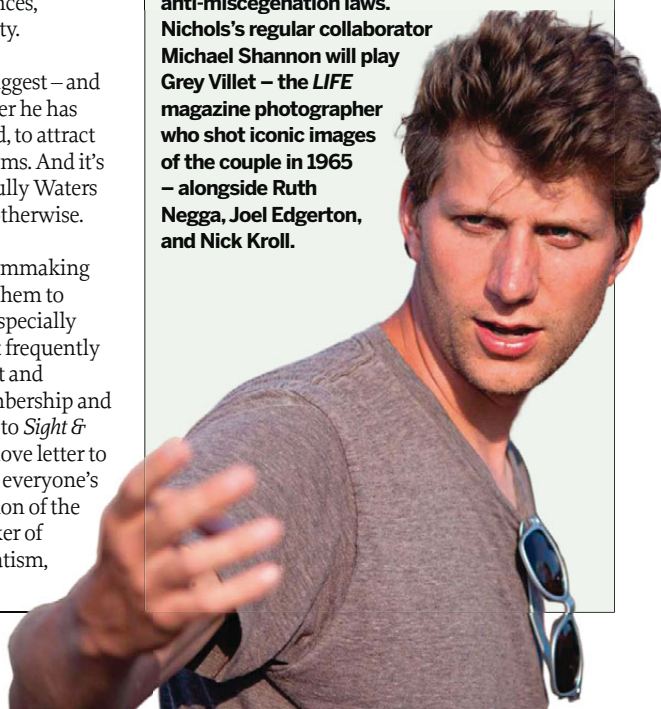 nces,
ty.
ggest – and
er he has
d, to attract
ms. And it's
ully Waters
therwise.
mmaking
hem to
specially
frequently
t and
bership and
to Sight &
ove letter to
everyone's
on of the
ker of
tism,
anti-miscegenation laws.
Nichols's regular collaborator
Michael Shannon will play
Grey Villet – the LIFE
magazine photographer
who shot iconic images
of the couple in 1965
– alongside Ruth
Negga, Joel Edgerton,
and Nick Kroll.